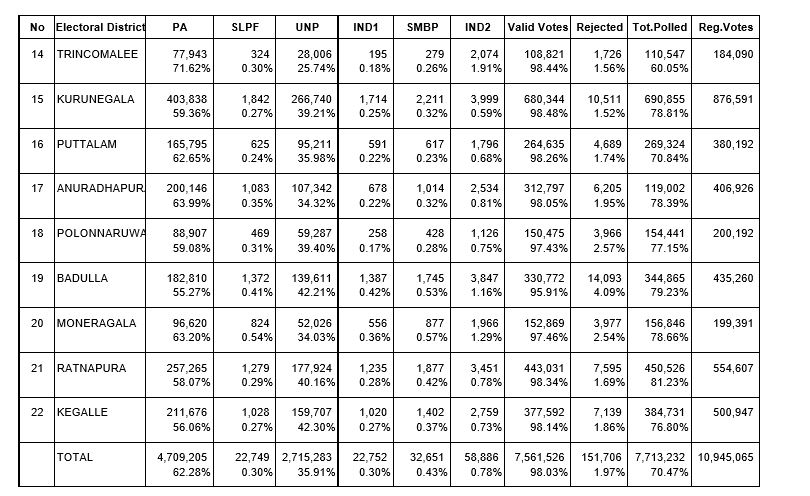 No Electoral District PA SLPF UNP IND1 SMBP IND2 Valid Votes Rejected Tot.Polled Reg.Votes
14 TRINCOMALEE 77,943 324 28,006 195 279 2,074 108,821 1,726 110,547 184,090
71.62% 0.30% 25.74% 0.18% 0.26% 1.91% 98.44% 1.56% 60.05%
15 KURUNEGALA 403,838 1,842 266,740 1,714 2,211 3,999 680,344 10,511 690,855 876,591
59.36% 0.27% 39.21% 0.25% 0.32% 0.59% 98.48% 1.52% 78.81%
16 PUTTALAM 165,795 625 95,211 591 617 1,796 264,635 4,689 269,324 380,192
62.65% 0.24% 35.98% 0.22% 0.23% 0.68% 98.26% 1.74% 70.84%
17 ANURADHAPUR 200,146 1,083 107,342 678 1,014 2,534 312,797 6,205 119,002 406,926
63.99% 0.35% 34.32% 0.22% 0.32% 0.81% 98.05% 1.95% 78.39%
18 POLONNARUWA 88,907 469 59,287 258 428 1,126 150,475 3,966 154,441 200,192
59.08% 0.31% 39.40% 0.17% 0.28% 0.75% 97.43% 2.57% 77.15%
19 BADULLA 182,810 1,372 139,611 1,387 1,745 3,847 330,772 14,093 344,865 435,260
55.27% 0.41% 42.21% 0.42% 0.53% 1.16% 95.91% 4.09% 79.23%
20 MONERAGALA 96,620 824 52,026 556 877 1,966 152,869 3,977 156,846 199,391
63.20% 0.54% 34.03% 0.36% 0.57% 1.29% 97.46% 2.54% 78.66%
21 RATNAPURA 257,265 1,279 177,924 1,235 1,877 3,451 443,031 7,595 450,526 554,607
58.07% 0.29% 40.16% 0.28% 0.42% 0.78% 98.34% 1.69% 81.23%
22 KEGALLE 211,676 1,028 159,707 1,020 1,402 2,759 377,592 7,139 384,731 500,947
56.06% 0.27% 42.30% 0.27% 0.37% 0.73% 98.14% 1.86% 76.80%
TOTAL 4,709,205 22,749 2,715,283 22,752 32,651 58,886 7,561,526 151,706 7,713,232 10,945,065
62.28% 0.30% 35.91% 0.30% 0.43% 0.78% 98.03% 1.97% 70.47%